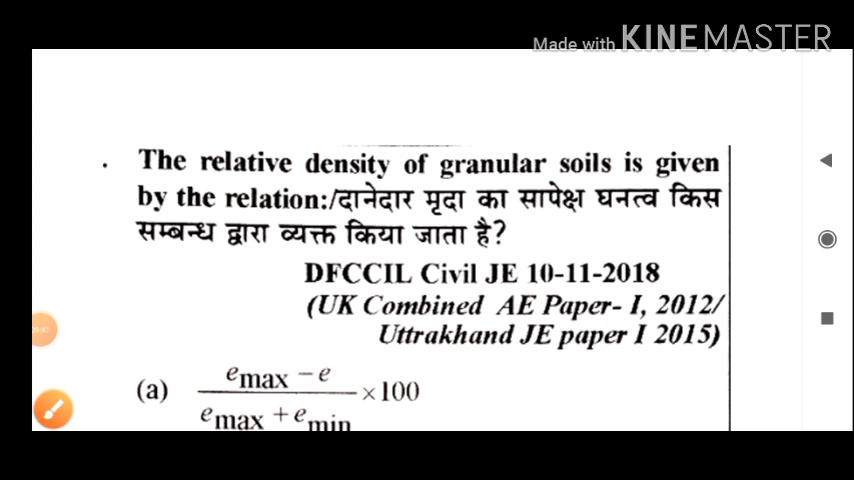 Made with KINEMASTER
. The relative density of granular soils is given
by the relation:/दानेदार मृदा का सापेक्ष घनत्व किस
सम्बन्ध द्वारा व्यक्त किया जाता है?
DFCCIL Civil JE 10-11-2018
(UK Combined AE Paper- I, 2012/
Uttrakhand JE paper I 2015)
(a) emax - e
× 100
emax + emin